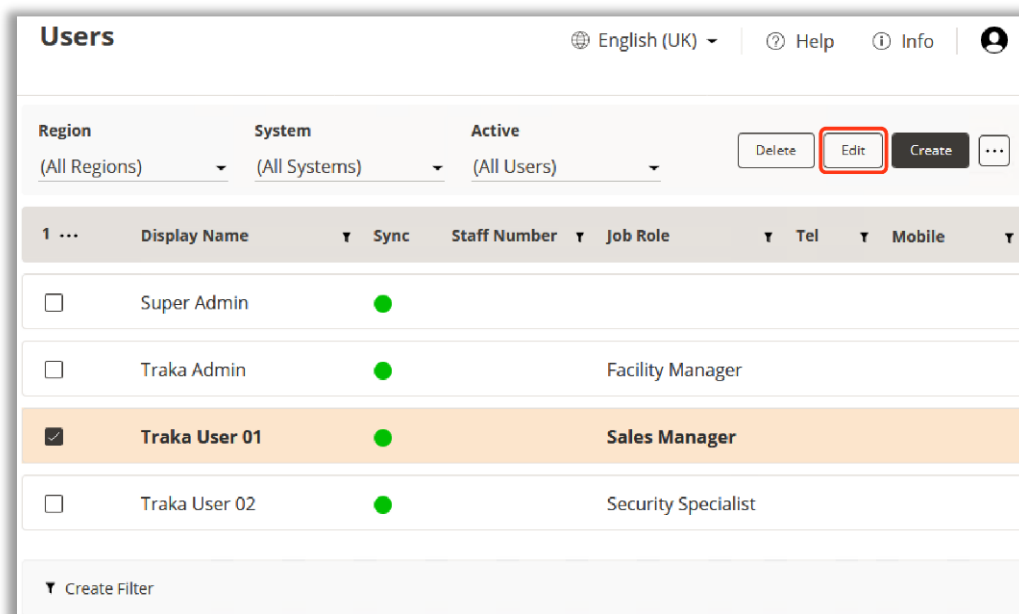 Users English (UK) Help Info
Region System Active
(All Regions) (All Systems) (All Users) Delete Edit Create ...
1 ... Display Name Sync Staff Number Job Role Tel Mobile
Super Admin
Traka Admin Facility Manager
Traka User 01 Sales Manager
Traka User 02 Security Specialist
Create Filter